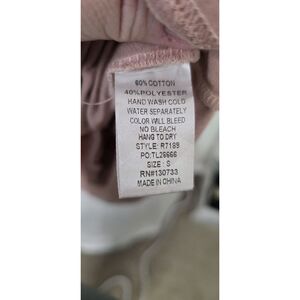 60% COTTON
40% POLYESTER
HAND WASH COLD
WATER SEPARATELY
COLOR WILL BLEED
NO BLEACH
HANG TO DRY
STYLE: R7189
PO:TL26666
SIZE : S
RN#130733
MADE IN CHINA